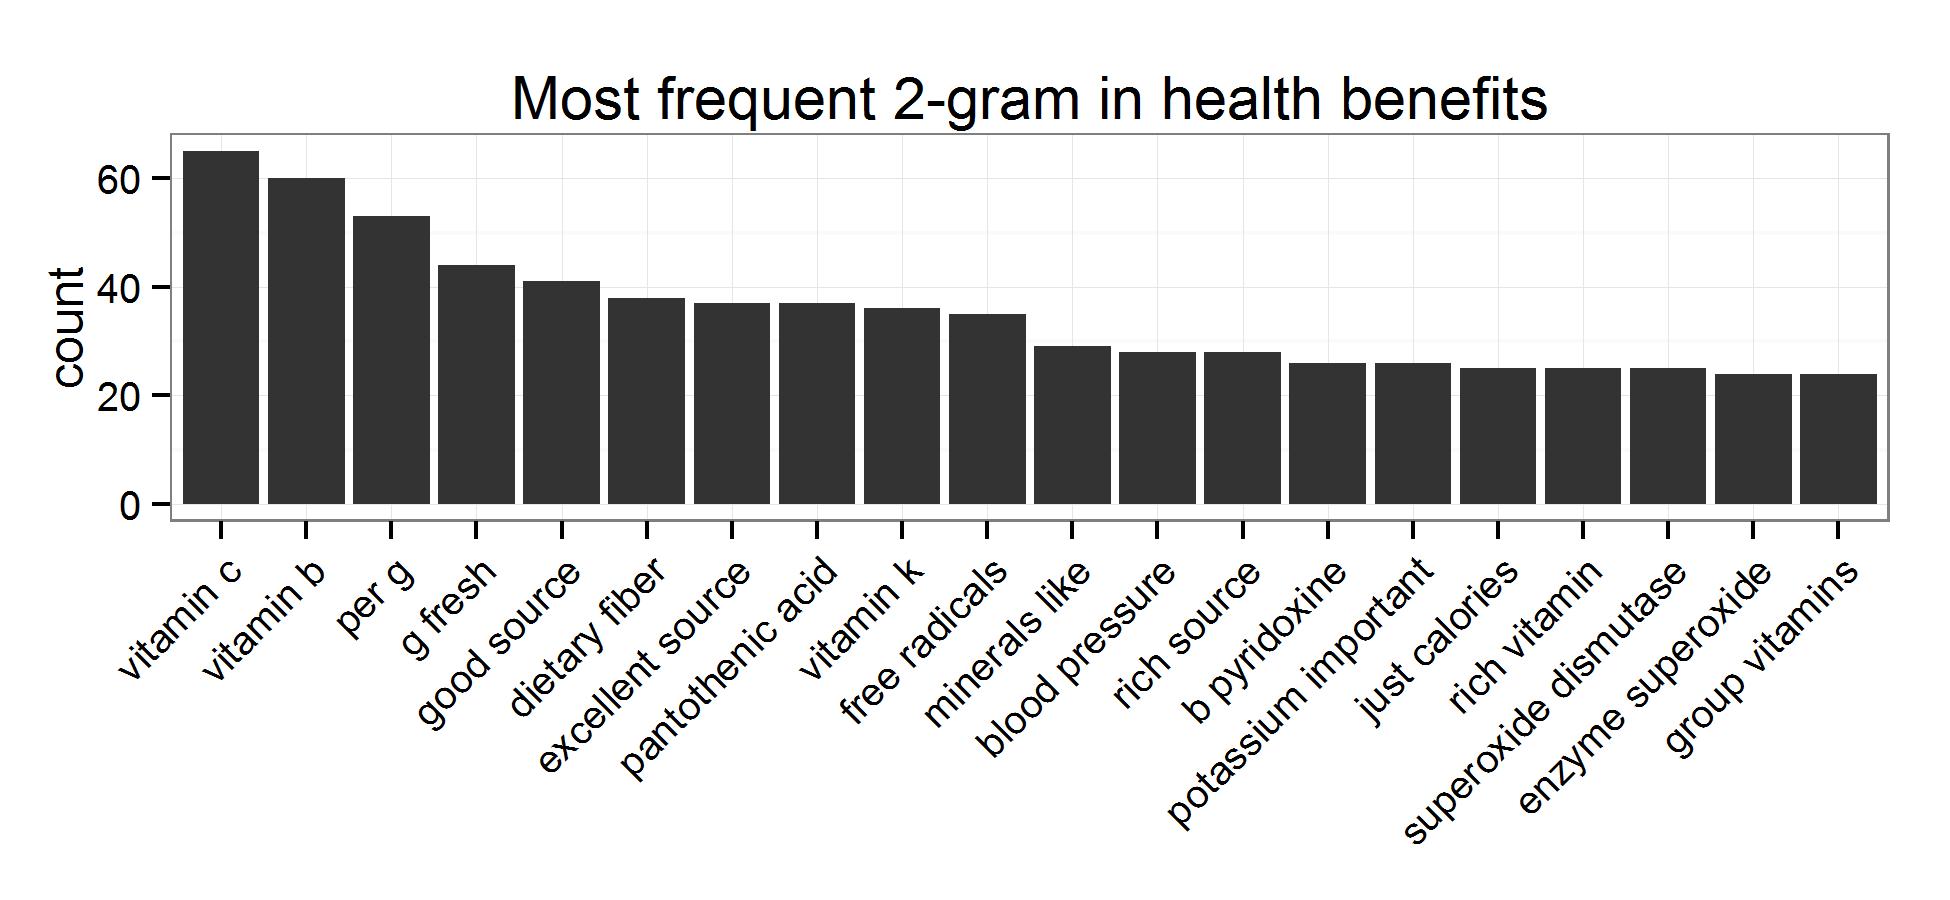 Most frequent 2-gram in health benefits
count
60
40
20
0
vitamin c
vitamin b
per g
g fresh
good source
dietary fiber
excellent source
pantothenic acid
vitamin k
free radicals
minerals like
blood pressure
rich source
b pyridoxine
potassium important
just calories
rich vitamin
superoxide dismutase
enzyme superoxide
group vitamins